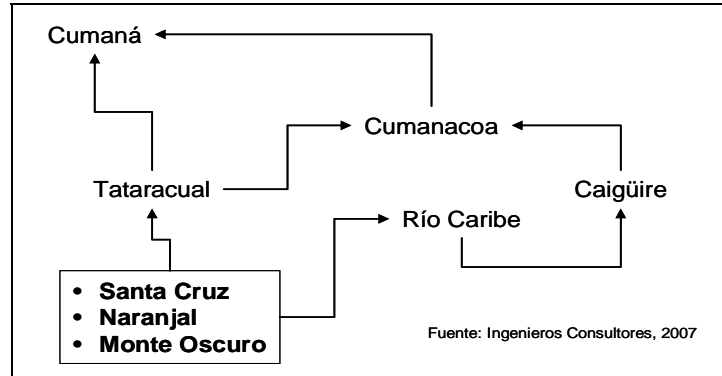 Cumaná
Cumanacoa
Tataracual
Caigüire
Río Caribe
• Santa Cruz
• Naranjal
• Monte Oscuro
Fuente: Ingenieros Consultores, 2007